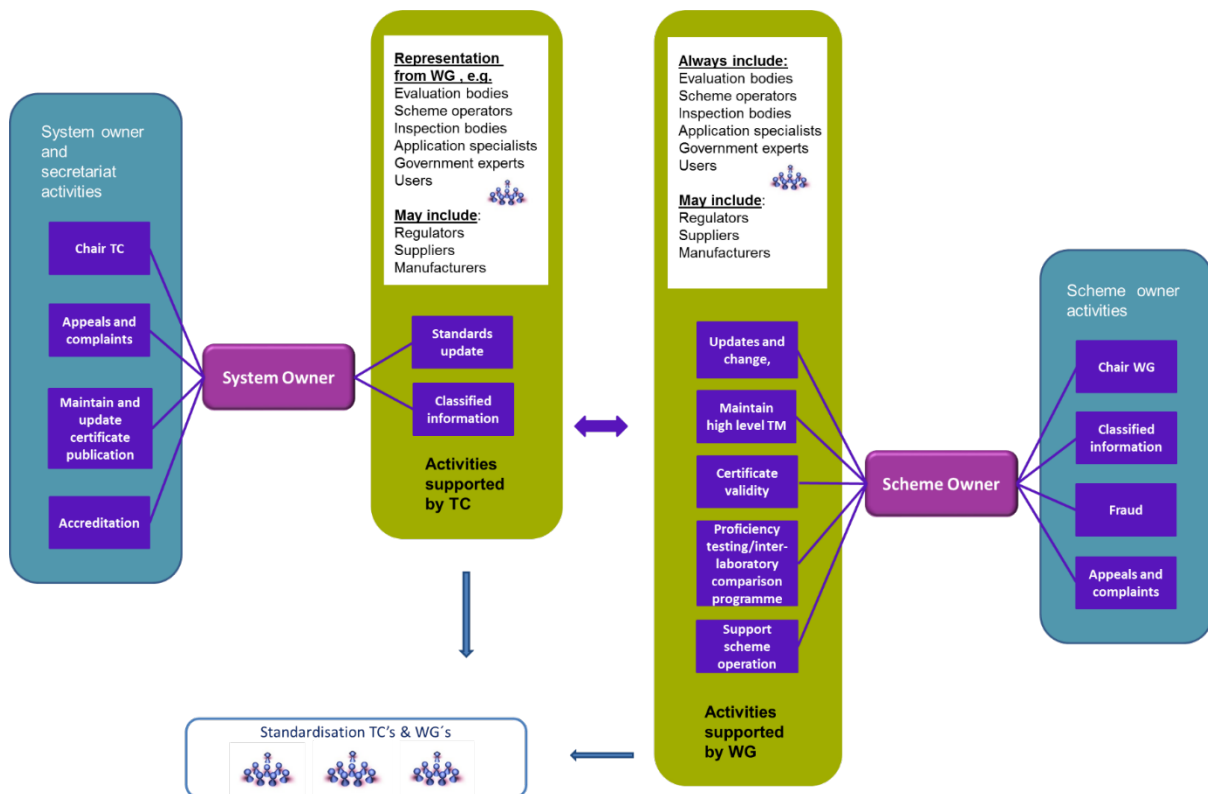 System owner
and
secretariat
activities
Chair TC
Appeals and
complaints
Maintain and
update
certificate
publication
Accreditation
System Owner
Representation
from WG , e.g.
Evaluation bodies
Scheme operators
Inspection bodies
Application specialists
Government experts
Users
May include:
Regulators
Suppliers
Manufacturers
Standards
update
Classified
information
Activities
supported
by TC
Always include:
Evaluation bodies
Scheme operators
Inspection bodies
Application specialists
Government experts
Users
May include:
Regulators
Suppliers
Manufacturers
Updates and
change,
Maintain
high level TM
Certificate
validity
Proficiency
testing/inter-
laboratory
comparison
programme
Support
scheme
operation
Activities
supported
by WG
Scheme Owner
Scheme owner
activities
Chair WG
Classified
information
Fraud
Appeals and
complaints
Standardisation TC's & WG´s